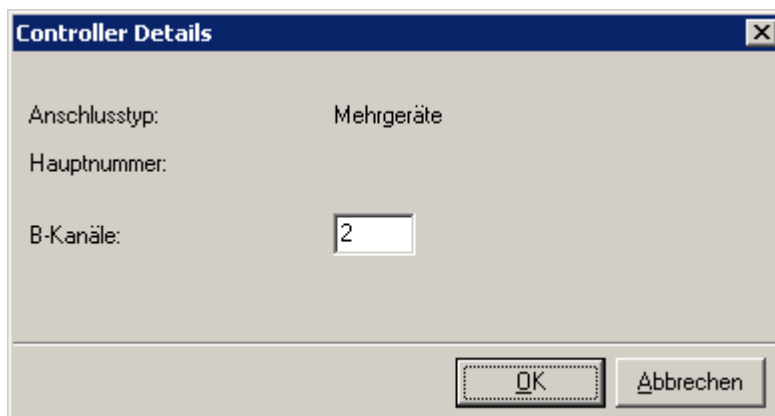 Controller Details
Anschlusstyp: Mehrgeräte
Hauptnummer:
B-Kanäle: 2
OK Abbrechen